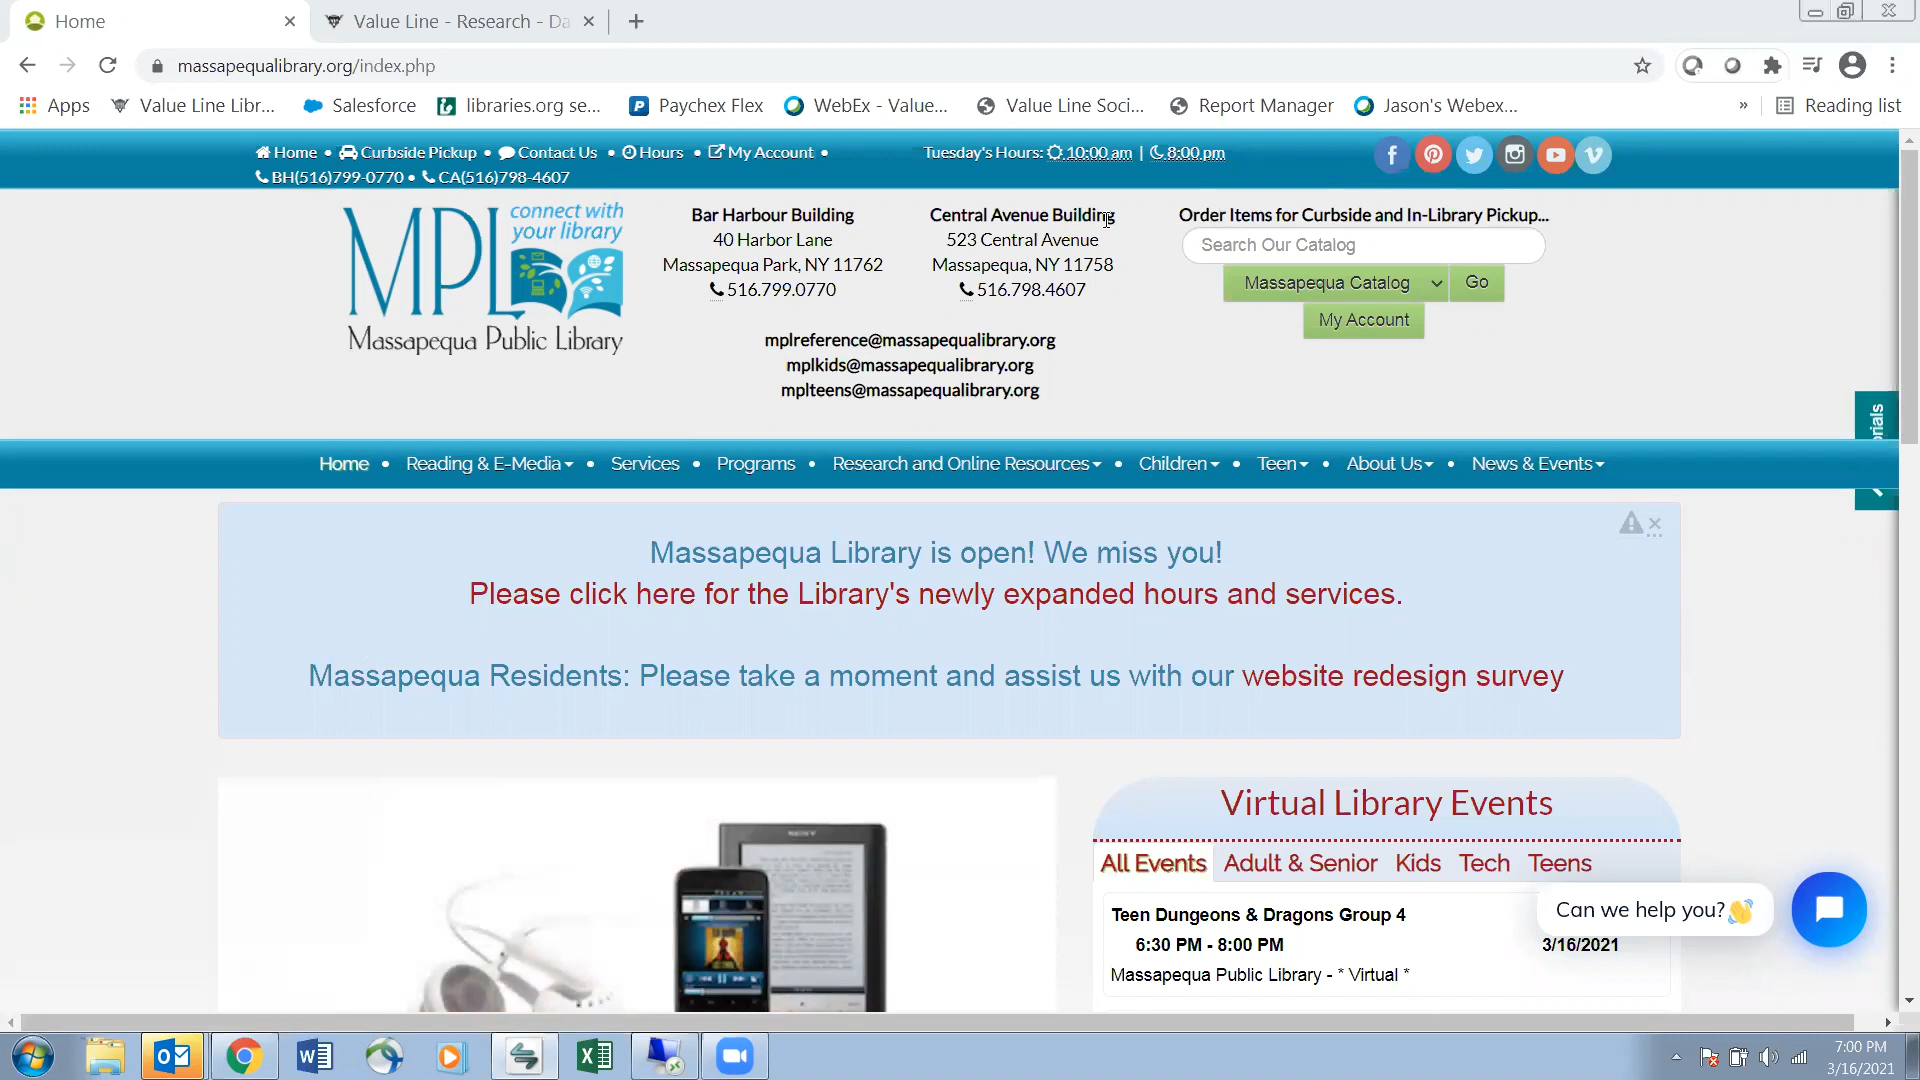 Home
Value Line - Research - Da
massapequalibrary.org/index.php
Apps
Value Line Libr...
Salesforce
libraries.org se...
Paychex Flex
WebEx - Value...
Value Line Soci...
Report Manager
Jason's Webex...
»
Reading list
Home • Curbside Pickup • Contact Us • Hours • My Account •
BH(516)799-0770 • CA(516)798-4607
Tuesday's Hours: 10:00 am | 8:00 pm
MPL connect with your library
Massapequa Public Library
Bar Harbour Building
40 Harbor Lane
Massapequa Park, NY 11762
516.799.0770
Central Avenue Building
523 Central Avenue
Massapequa, NY 11758
516.798.4607
mplreference@massapequalibrary.org
mplkids@massapequalibrary.org
mplteens@massapequalibrary.org
Order Items for Curbside and In-Library Pickup...
Search Our Catalog
Massapequa Catalog Go
My Account
Home • Reading & E-Media • Services • Programs • Research and Online Resources • Children • Teen • About Us • News & Events
Massapequa Library is open! We miss you!
Please click here for the Library's newly expanded hours and services.
Massapequa Residents: Please take a moment and assist us with our website redesign survey
SONY
Virtual Library Events
All Events Adult & Senior Kids Tech Teens
Teen Dungeons & Dragons Group 4
6:30 PM - 8:00 PM 3/16/2021
Massapequa Public Library - * Virtual *
Can we help you?👋
7:00 PM
3/16/2021